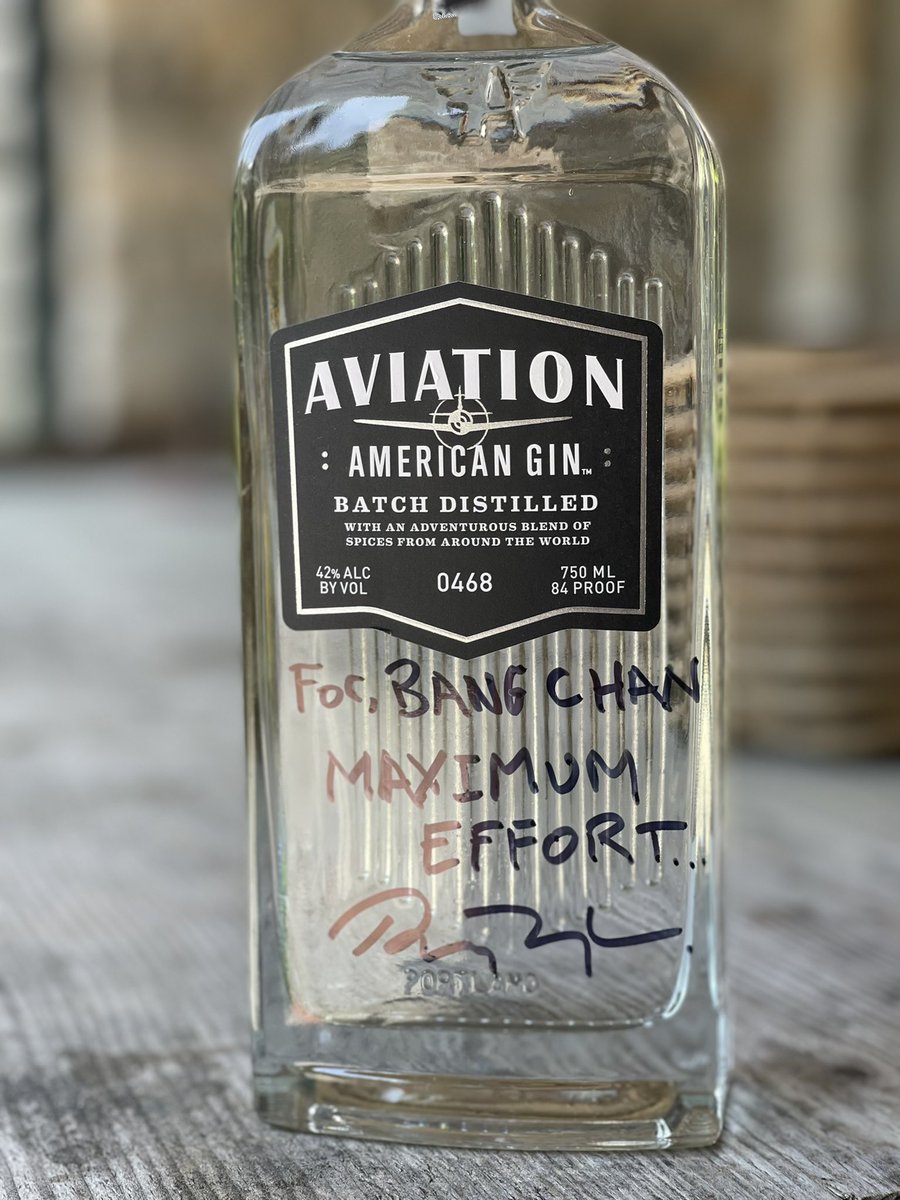 AVIATION
: AMERICAN GIN™ :
BATCH DISTILLED
WITH AN ADVENTUROUS BLEND OF
SPICES FROM AROUND THE WORLD
42% ALC BY VOL
0468
750 ML 84 PROOF
FOR, BANG CHAN
MAXIMUM
EFFORT...
PORTLAND